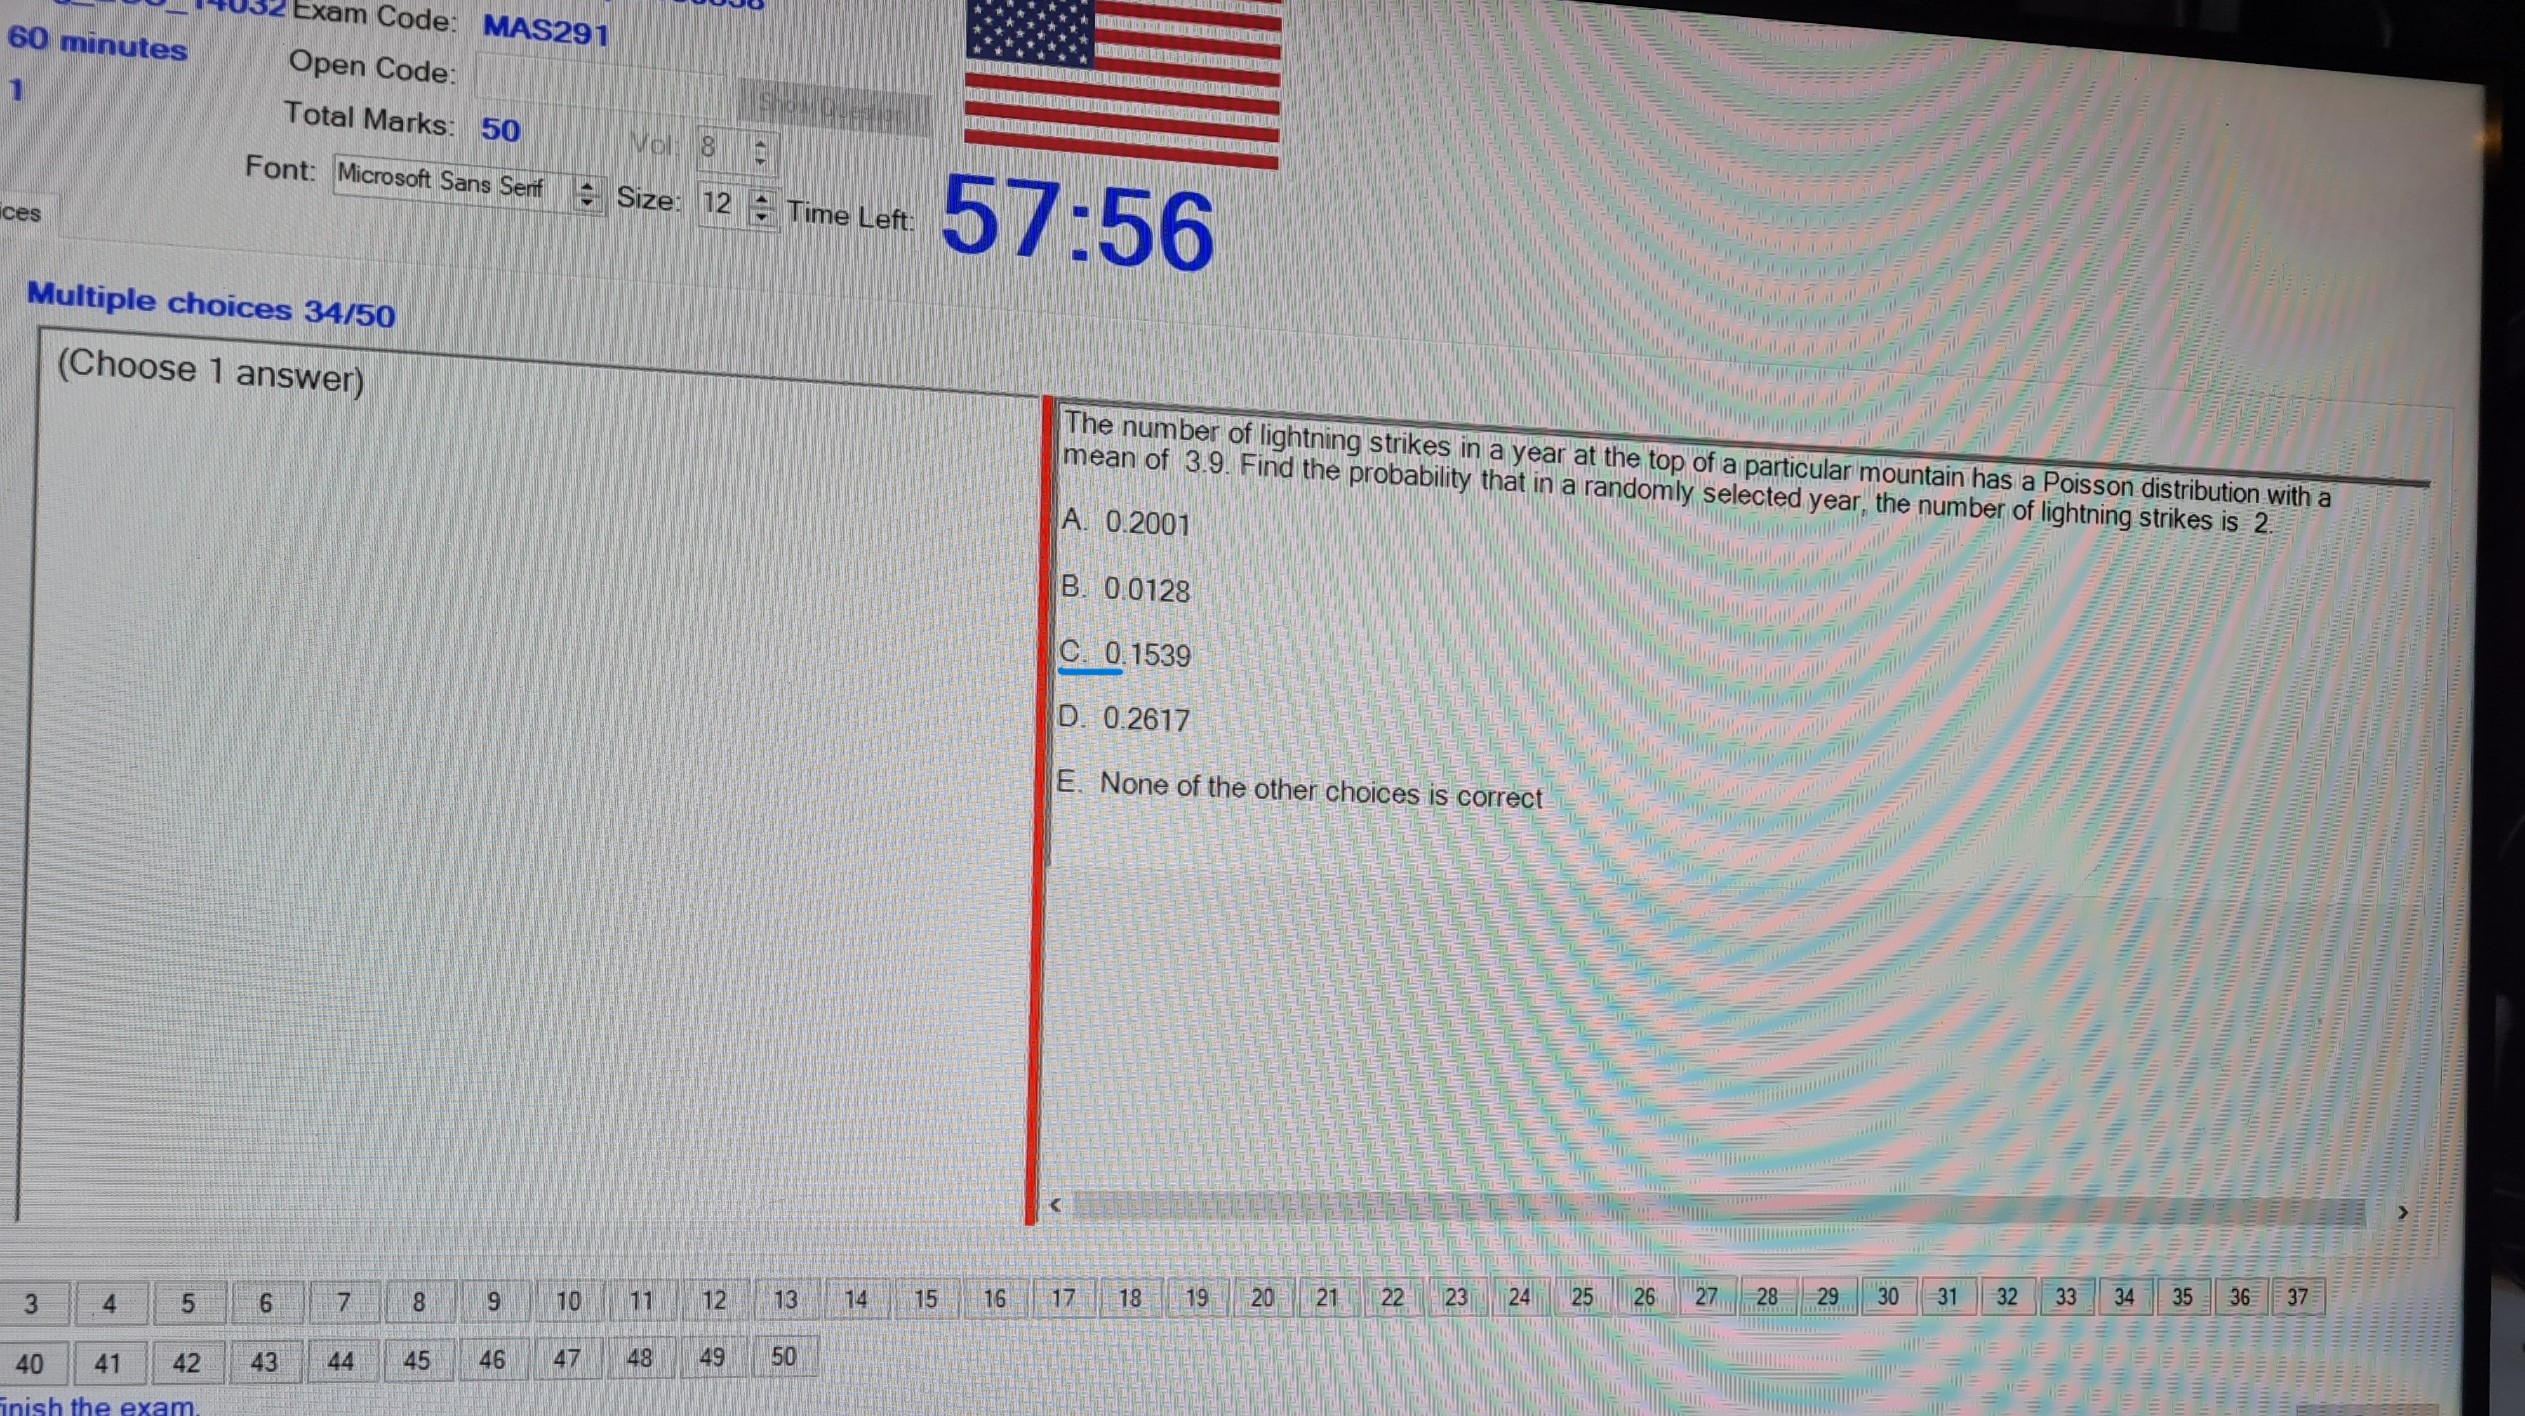 14032 Exam Code: MAS291
60 minutes
Open Code:
1
Show Question
Total Marks: 50
Vol: 8
Font: Microsoft Sans Serif Size: 12 Time Left: 57:56
ces
Multiple choices 34/50
(Choose 1 answer)
The number of lightning strikes in a year at the top of a particular mountain has a Poisson distribution with a
mean of 3.9. Find the probability that in a randomly selected year, the number of lightning strikes is 2.
A. 0.2001
B. 0.0128
C. 0.1539
D. 0.2617
E. None of the other choices is correct
3 4 5 6 7 8 9 10 11 12 13 14 15 16 17 18 19 20 21 22 23 24 25 26 27 28 29 30 31 32 33 34 35 36 37
40 41 42 43 44 45 46 47 48 49 50
inish the exam.